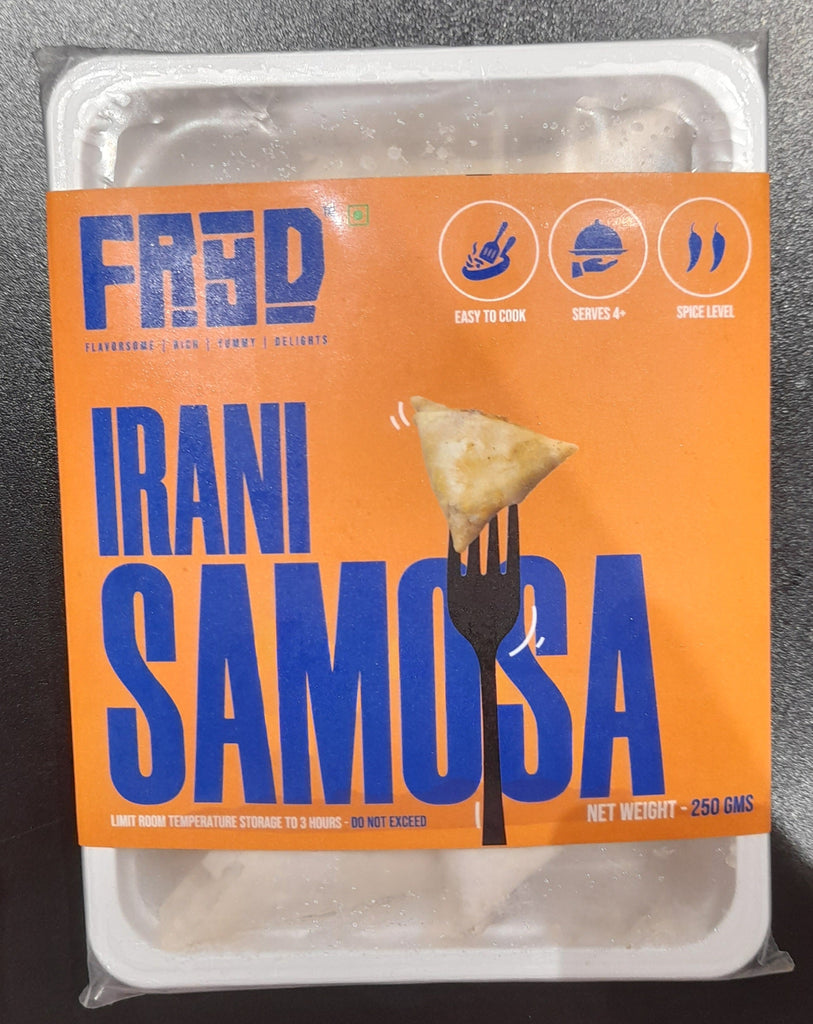 FRYD
FLAVORSOME | RICH | YUMMY | DELIGHTS
EASY TO COOK
SERVES 4+
SPICE LEVEL
IRANI
SAMOSA
LIMIT ROOM TEMPERATURE STORAGE TO 3 HOURS - DO NOT EXCEED
NET WEIGHT - 250 GMS